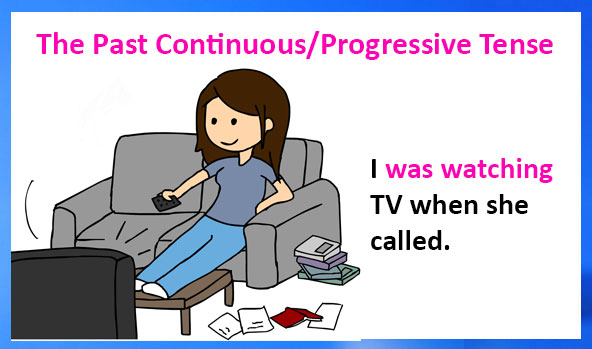 The Past Continuous/Progressive Tense
I was watching
TV when she
called.